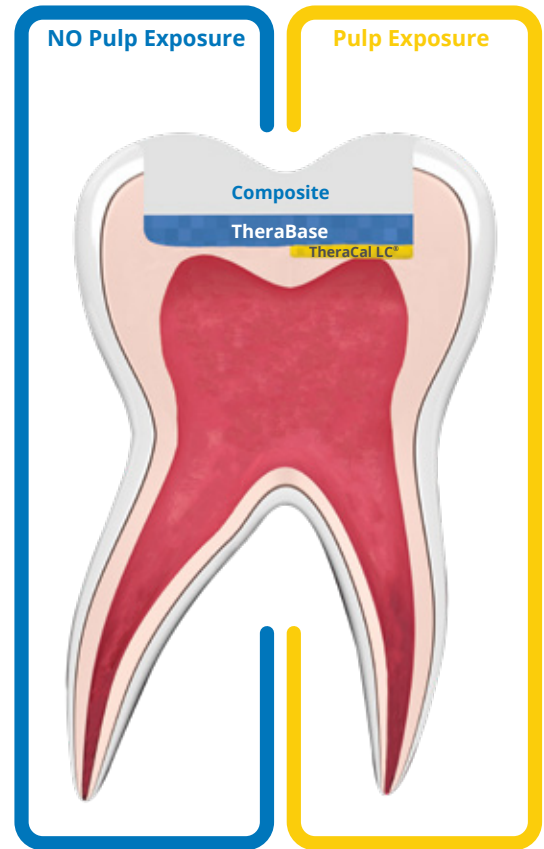 NO Pulp Exposure
Pulp Exposure
Composite
TheraBase
TheraCal LC®